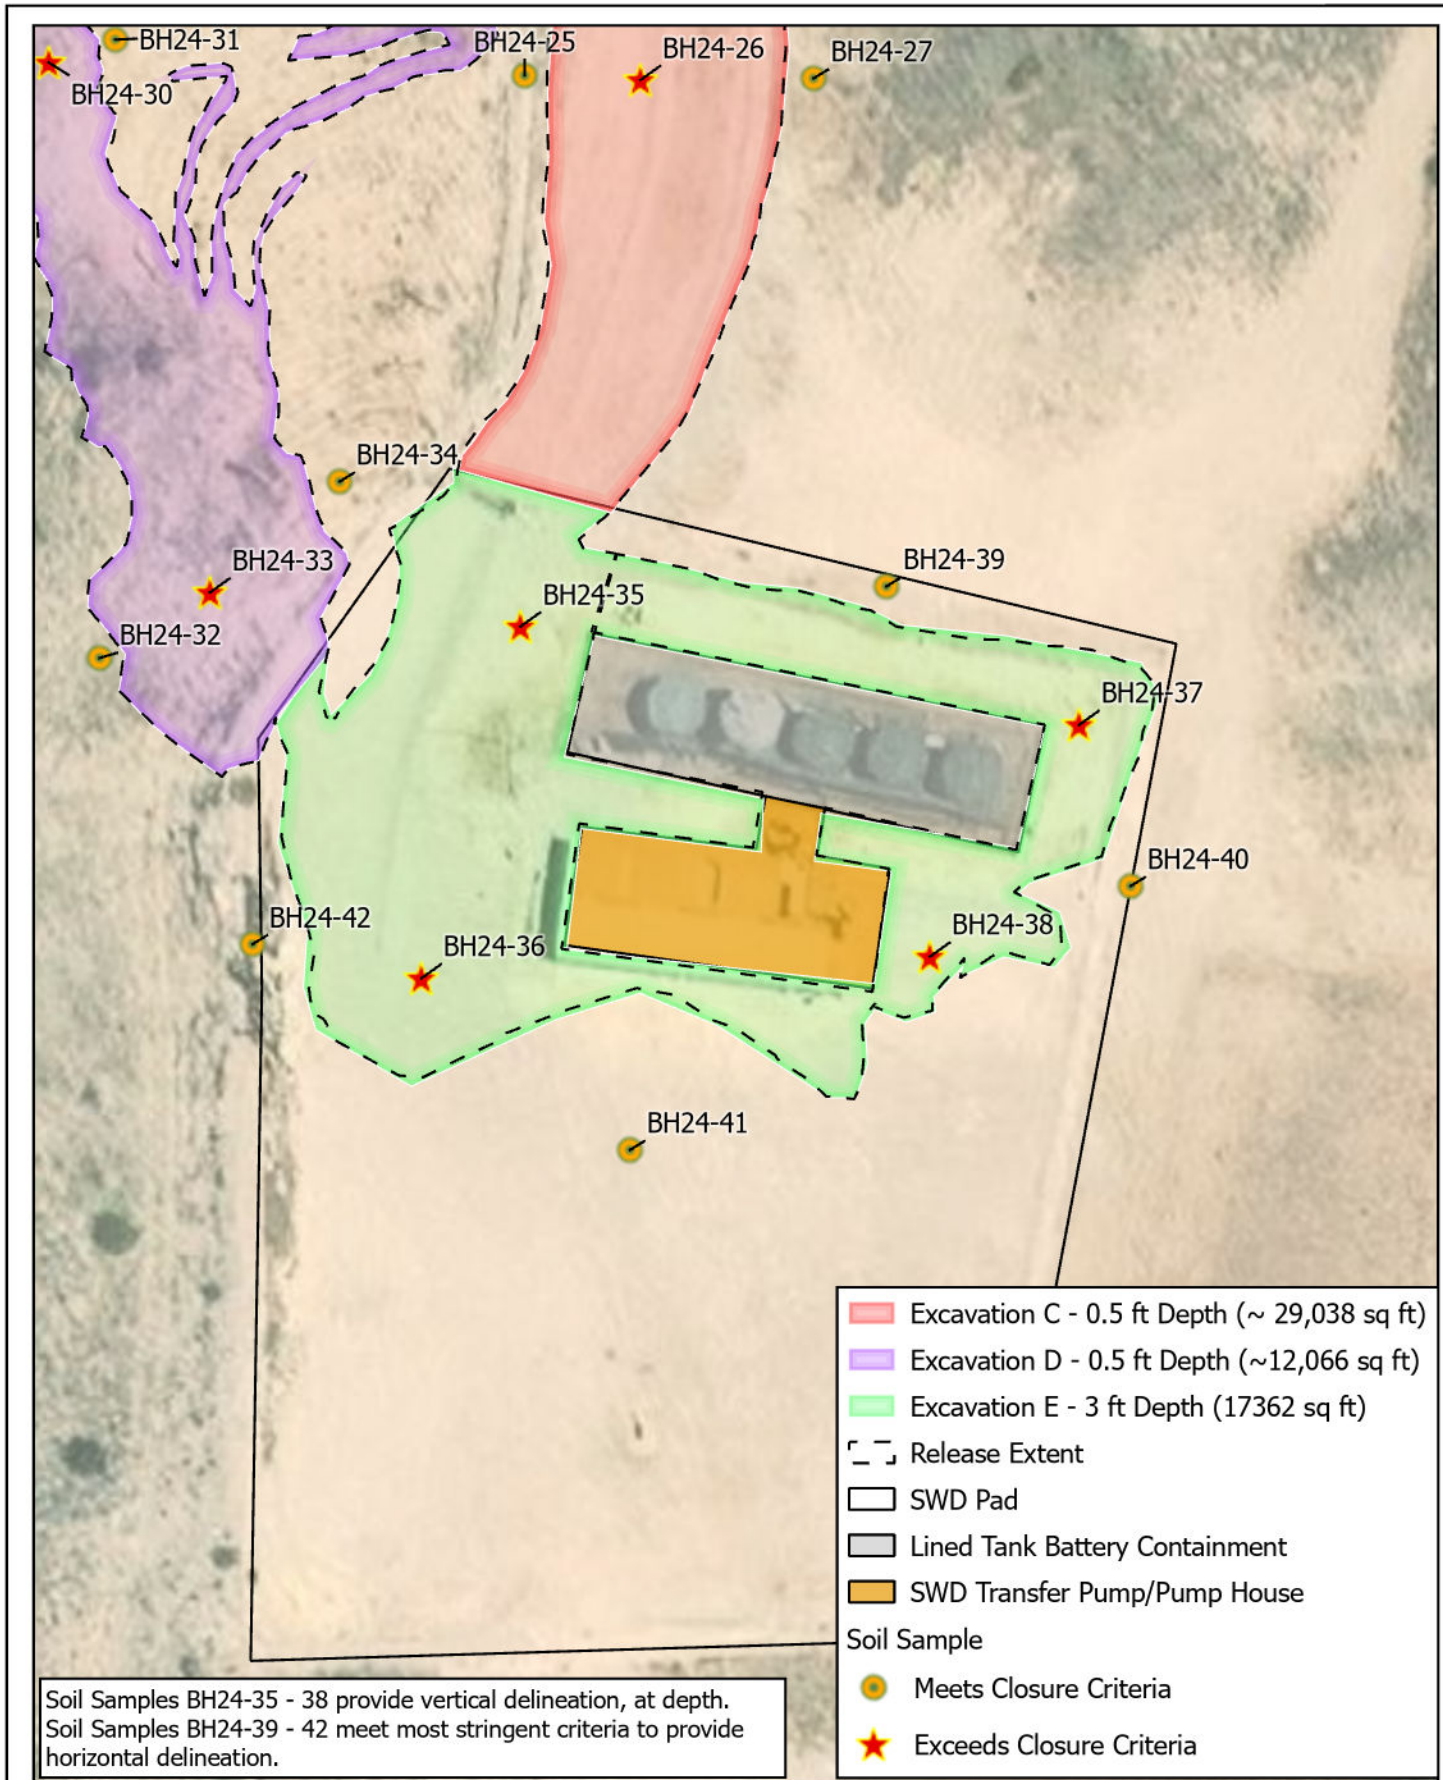 BH24-31
BH24-25
BH24-26
BH24-27
BH24-30
BH24-34
BH24-33
BH24-39
BH24-35
BH24-32
BH24-37
BH24-40
BH24-42
BH24-36
BH24-38
BH24-41
Excavation C - 0.5 ft Depth (~ 29,038 sq ft)
Excavation D - 0.5 ft Depth (~12,066 sq ft)
Excavation E - 3 ft Depth (17362 sq ft)
Release Extent
SWD Pad
Lined Tank Battery Containment
SWD Transfer Pump/Pump House
Soil Sample
Meets Closure Criteria
Exceeds Closure Criteria
Soil Samples BH24-35 - 38 provide vertical delineation, at depth.
Soil Samples BH24-39 - 42 meet most stringent criteria to provide
horizontal delineation.